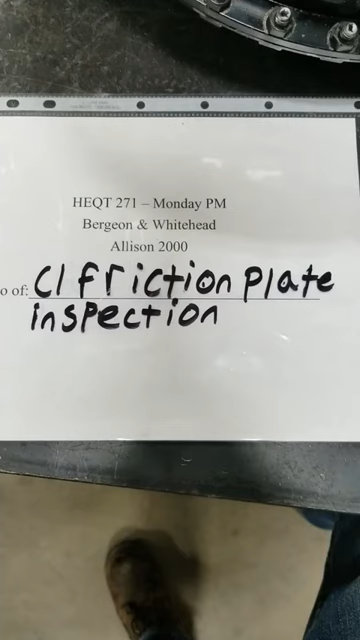 HEQT 271 – Monday PM
Bergeon & Whitehead
Allison 2000
o of: C1 friction plate
inspection